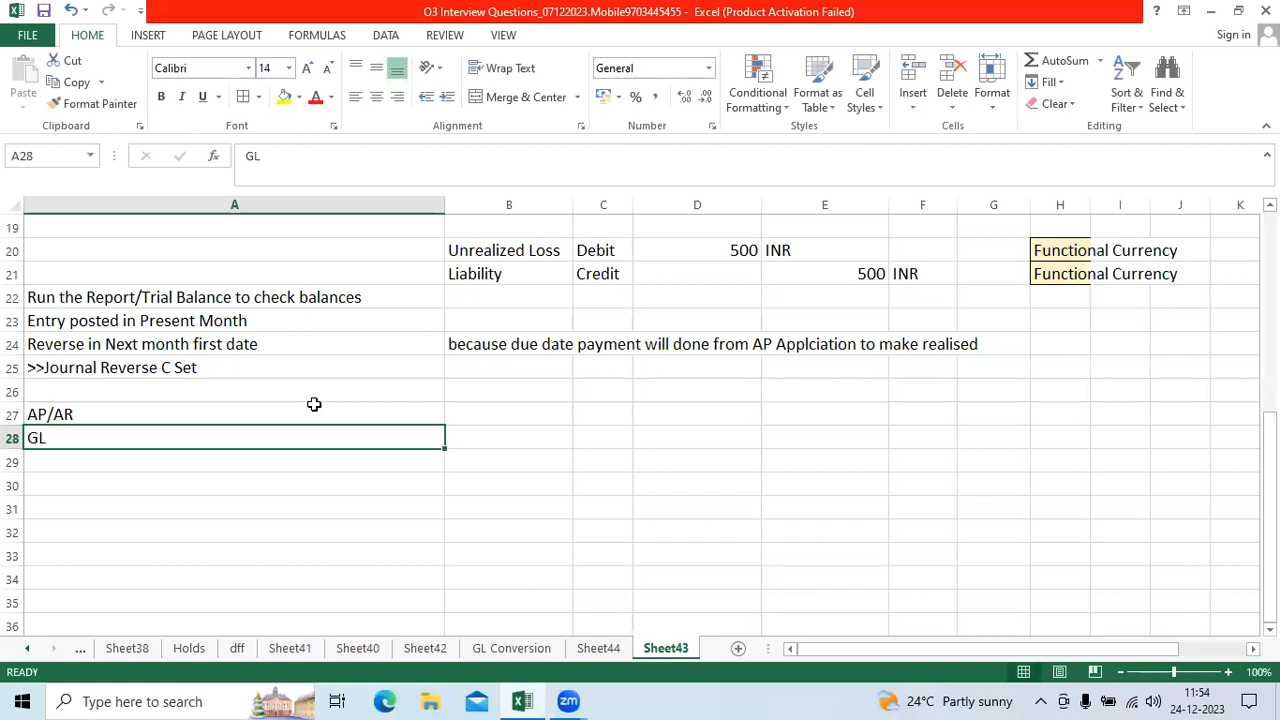 O3 Interview Questions_07122023.Mobile9703445455 - Excel (Product Activation Failed)
FILE HOME INSERT PAGE LAYOUT FORMULAS DATA REVIEW VIEW Sign in
Cut
Copy
Format Painter
Paste
Clipboard
Calibri 14
B I U
Font
Wrap Text
Merge & Center
Alignment
General
Number
Conditional Formatting
Format as Table
Cell Styles
Styles
Insert Delete Format
Cells
AutoSum
Fill
Clear
Sort & Filter
Find & Select
Editing
A28 fx GL
A B C D E F G H I J K
19
20 Unrealized Loss Debit 500 INR Functional Currency
21 Liability Credit 500 INR Functional Currency
22 Run the Report/Trial Balance to check balances
23 Entry posted in Present Month
24 Reverse in Next month first date because due date payment will done from AP Applciation to make realised
25 >>Journal Reverse C Set
26
27 AP/AR
28 GL
29
30
31
32
33
34
35
36
... Sheet38 Holds dff Sheet41 Sheet40 Sheet42 GL Conversion Sheet44 Sheet43
READY 100%
Type here to search 24°C Partly sunny 11:54
24-12-2023